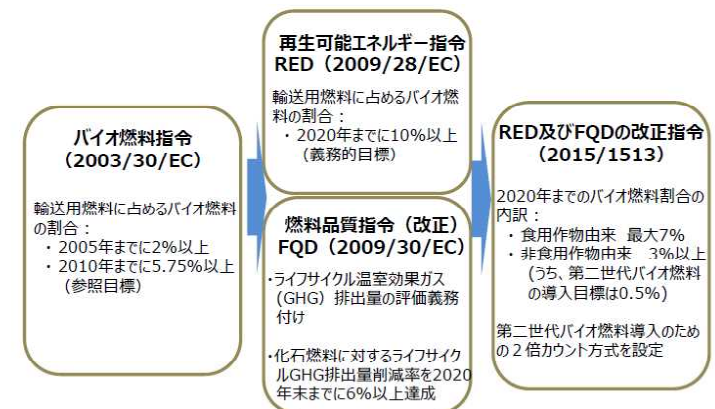 バイオ燃料指令
（2003/30/EC）
輸送用燃料に占めるバイオ燃料
の割合：
・2005年までに2%以上
・2010年までに5.75%以上
（参照目標）
再生可能エネルギー指令
RED（2009/28/EC）
輸送用燃料に占めるバイオ燃
料の割合：
・2020年までに10%以上
（義務的目標）
燃料品質指令（改正）
FQD（2009/30/EC）
・ライフサイクル温室効果ガス
（GHG）排出量の評価義務
付け
・化石燃料に対するライフサイク
ルGHG排出量削減率を2020
年末までに6%以上達成
RED及びFQDの改正指令
（2015/1513）
2020年までのバイオ燃料割合の
内訳：
・食用作物由来 最大7%
・非食用作物由来 3%以上
（うち、第二世代バイオ燃料
の導入目標は0.5%）
第二世代バイオ燃料導入のため
の２倍カウント方式を設定